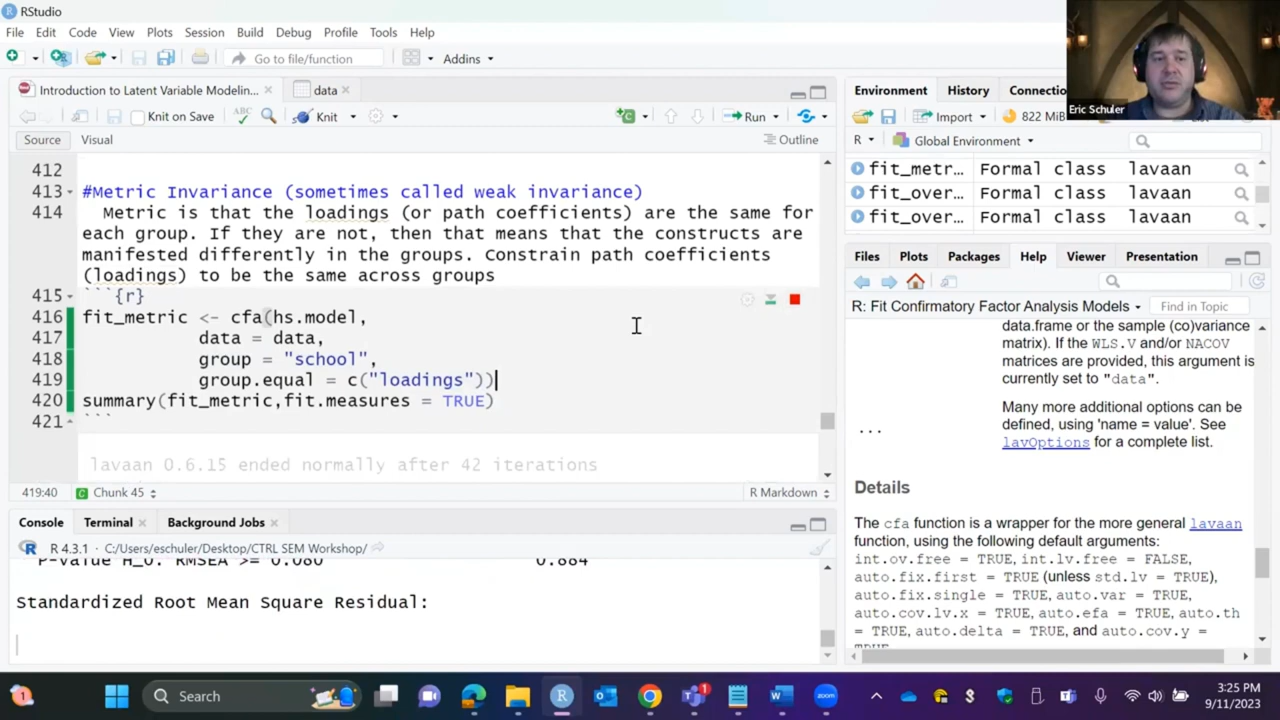 RStudio
File Edit Code View Plots Session Build Debug Profile Tools Help
Go to file/function Addins
Eric Schuler
Introduction to Latent Variable Modelin... data
Knit on Save ABC Knit Run
Source Visual Outline
412
413 #Metric Invariance (sometimes called weak invariance)
414 Metric is that the loadings (or path coefficients) are the same for
each group. If they are not, then that means that the constructs are
manifested differently in the groups. Constrain path coefficients
(loadings) to be the same across groups
415 ```{r}
416 fit_metric <- cfa(hs.model,
417 data = data,
418 group = "school",
419 group.equal = c("loadings"))
420 summary(fit_metric,fit.measures = TRUE)
421 ```
lavaan 0.6.15 ended normally after 42 iterations
419:40 C Chunk 45 R Markdown
Console Terminal Background Jobs
R 4.3.1 · C:/Users/eschuler/Desktop/CTRL SEM Workshop/
P-value H_0: RMSEA >= 0.080 0.884
Standardized Root Mean Square Residual:
Environment History Connectio
Import 822 MiB
R Global Environment
fit_metr... Formal class lavaan
fit_over... Formal class lavaan
fit_over... Formal class lavaan
Files Plots Packages Help Viewer Presentation
R: Fit Confirmatory Factor Analysis Models Find in Topic
data.frame or the sample (co)variance
matrix). If the WLS.V and/or NACOV
matrices are provided, this argument is
currently set to "data".
... Many more additional options can be
defined, using 'name = value'. See
lavOptions for a complete list.
Details
The cfa function is a wrapper for the more general lavaan
function, using the following default arguments:
int.ov.free = TRUE, int.lv.free = FALSE,
auto.fix.first = TRUE (unless std.lv = TRUE),
auto.fix.single = TRUE, auto.var = TRUE,
auto.cov.lv.x = TRUE, auto.efa = TRUE, auto.th
= TRUE, auto.delta = TRUE, and auto.cov.y =
TRUE.
1 Search 1 zoom 3:25 PM
9/11/2023